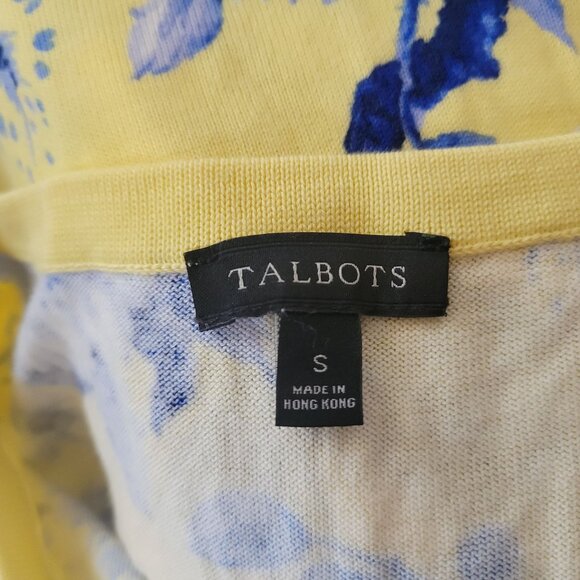 TALBOTS
S
MADE IN
HONG KONG